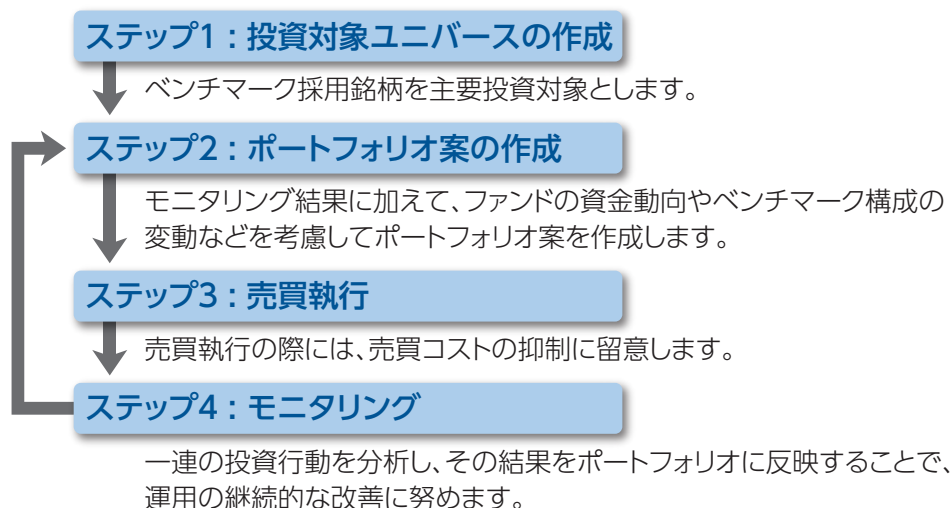 ステップ1：投資対象ユニバースの作成
ベンチマーク採用銘柄を主要投資対象とします。
ステップ2：ポートフォリオ案の作成
モニタリング結果に加えて、ファンドの資金動向やベンチマーク構成の
変動などを考慮してポートフォリオ案を作成します。
ステップ3：売買執行
売買執行の際には、売買コストの抑制に留意します。
ステップ4：モニタリング
一連の投資行動を分析し、その結果をポートフォリオに反映することで、
運用の継続的な改善に努めます。